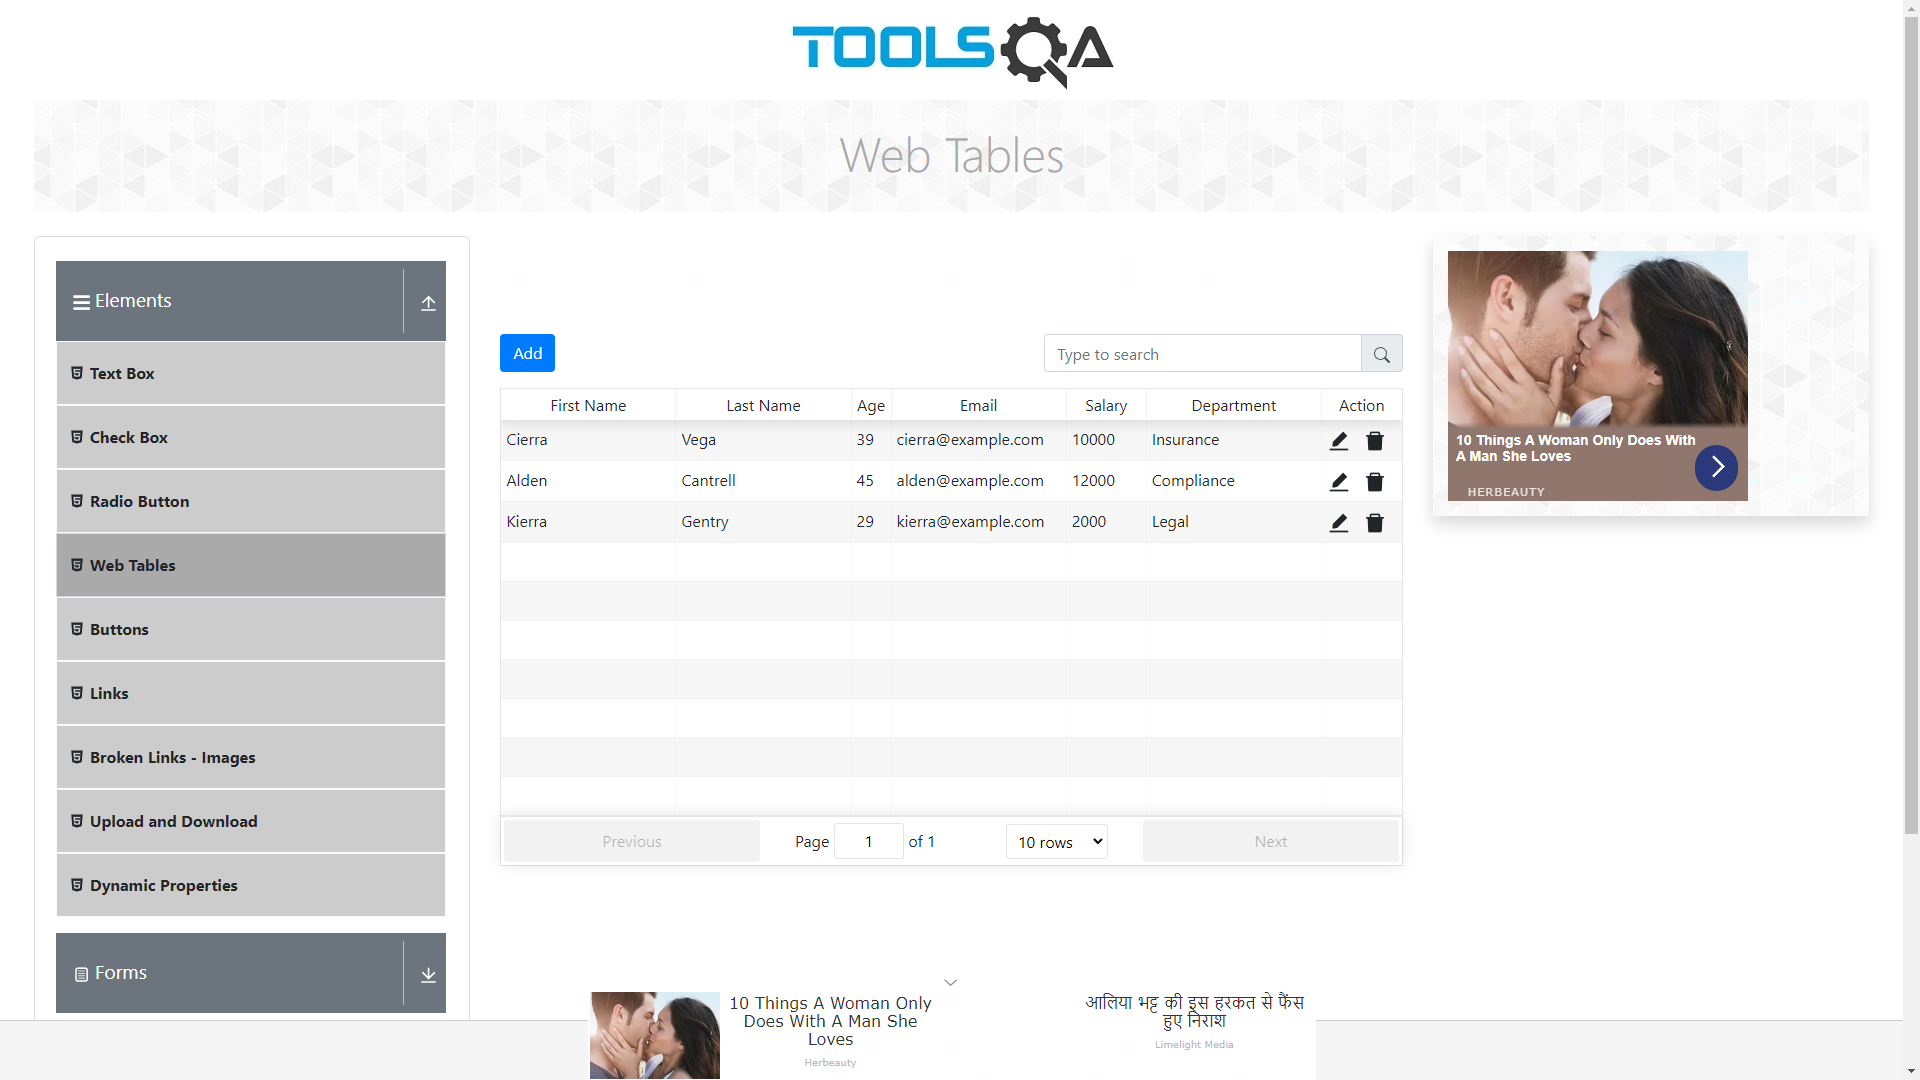 TOOLSQA
Web Tables
Elements
Text Box
Check Box
Radio Button
Web Tables
Buttons
Links
Broken Links - Images
Upload and Download
Dynamic Properties
Forms
Add
Type to search
First Name Last Name Age Email Salary Department Action
Cierra Vega 39 cierra@example.com 10000 Insurance
Alden Cantrell 45 alden@example.com 12000 Compliance
Kierra Gentry 29 kierra@example.com 2000 Legal
Previous Page 1 of 1 10 rows Next
10 Things A Woman Only Does With
A Man She Loves
HERBEAUTY
10 Things A Woman Only
Does With A Man She
Loves
Herbeauty
आलिया भट्ट की इस हरकत से फैंस
हुए निराश
Limelight Media